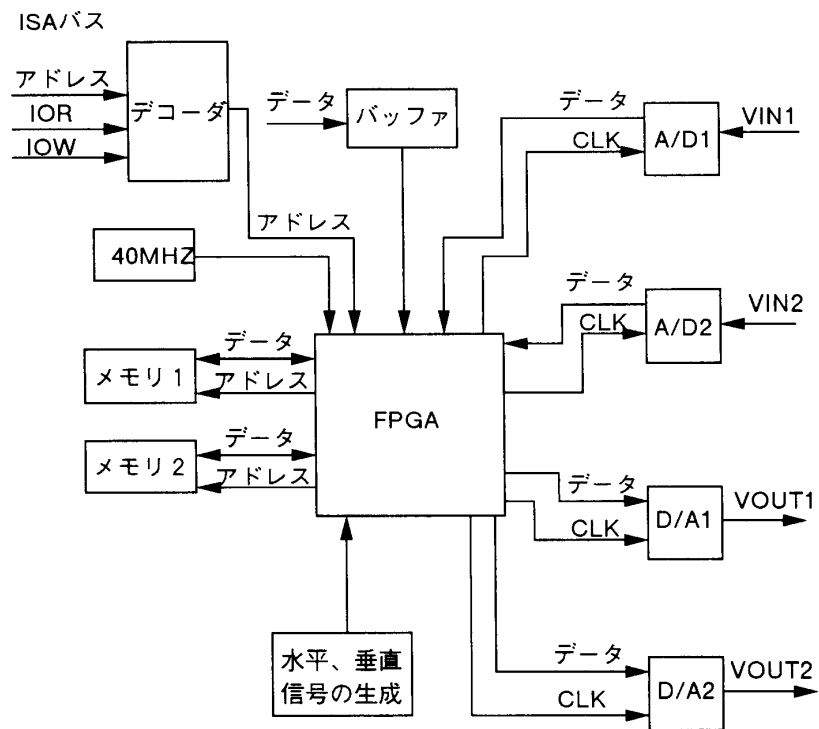 ISAバス
アドレス
IOR
IOW
デコーダ
データ
バッファ
データ
CLK
A/D1
VIN1
アドレス
40MHZ
データ
CLK
A/D2
VIN2
メモリ1
データ
アドレス
FPGA
メモリ2
データ
アドレス
データ
CLK
D/A1
VOUT1
水平、垂直
信号の生成
データ
CLK
D/A2
VOUT2